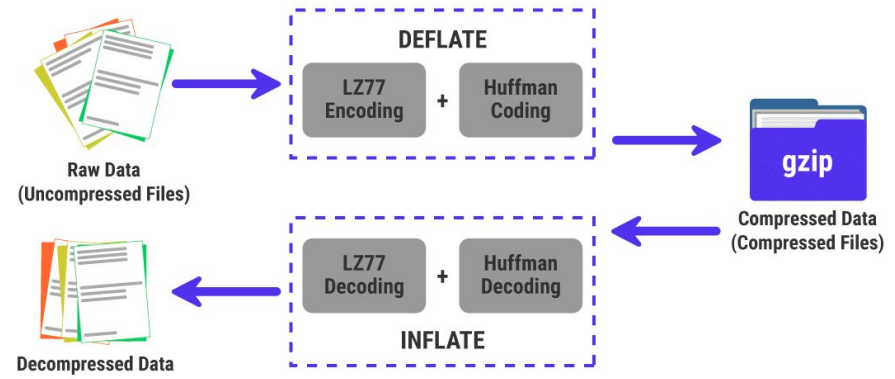 DEFLATE
LZ77
Encoding
+
Huffman
Coding
Raw Data
(Uncompressed Files)
gzip
Compressed Data
(Compressed Files)
LZ77
Decoding
+
Huffman
Decoding
INFLATE
Decompressed Data